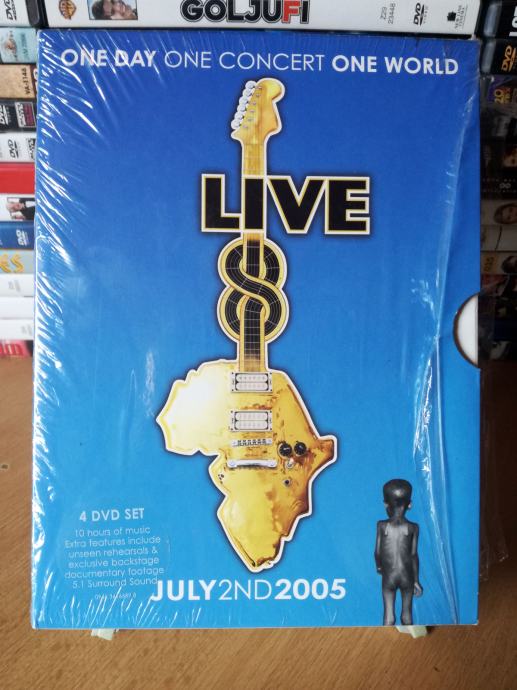 GOLJUFI
DVD
ONE DAY ONE CONCERT ONE WORLD
LIVE
8
4 DVD SET
10 hours of music
Extra features include
unseen rehearsals &
exclusive backstage
documentary footage
5.1 Surround Sound
JULY2ND2005